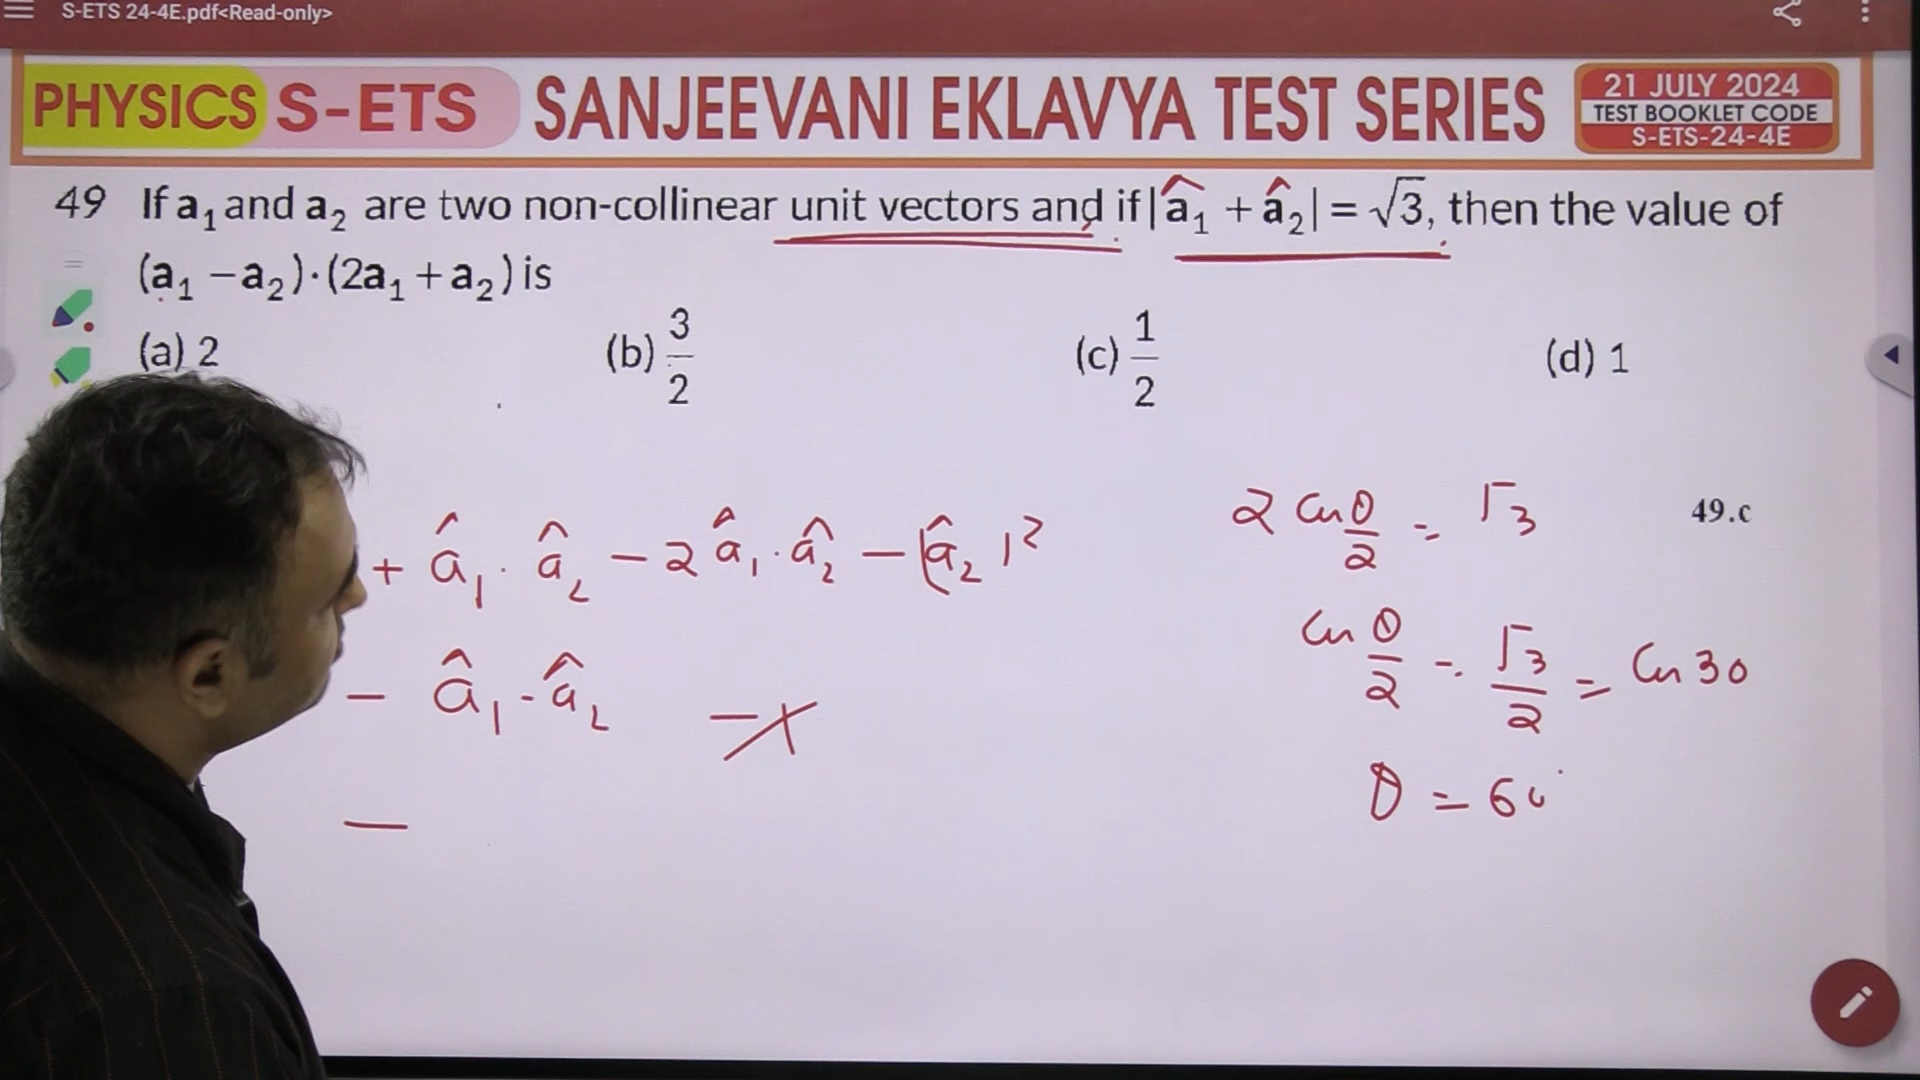 S-ETS 24-4E.pdf<Read-only>
PHYSICS S-ETS SANJEEVANI EKLAVYA TEST SERIES
21 JULY 2024
TEST BOOKLET CODE
S-ETS-24-4E
49 If a₁ and a₂ are two non-collinear unit vectors and if |â₁ + â₂| = √3, then the value of
(a₁ − a₂)·(2a₁ + a₂) is
(a) 2 (b) 3/2 (c) 1/2 (d) 1
49.c
+ â₁ · â₂ − 2 â₁ · â₂ − |â₂|²
− â₁ · â₂
−
2 cos θ/2 = √3
cos θ/2 = √3/2 = cos 30
θ = 60°